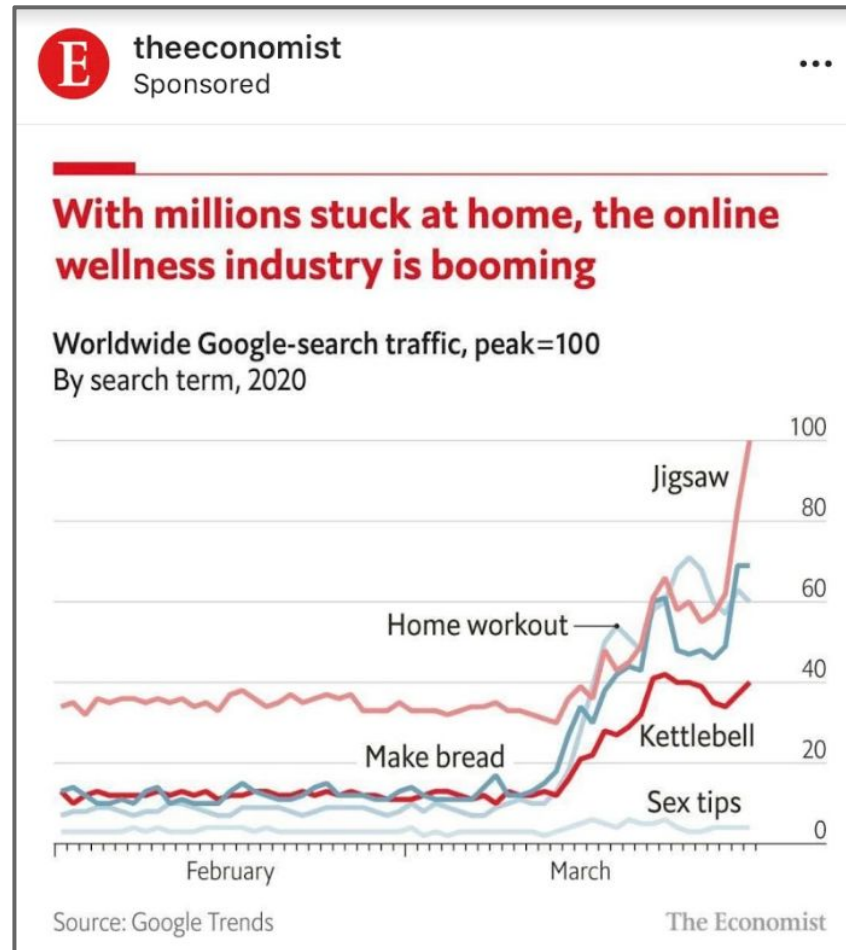 E
theeconomist
Sponsored
...
With millions stuck at home, the online
wellness industry is booming
Worldwide Google-search traffic, peak=100
By search term, 2020
100
Jigsaw
80
60
Home workout
40
Kettlebell
Make bread
20
Sex tips
0
February
March
Source: Google Trends
The Economist